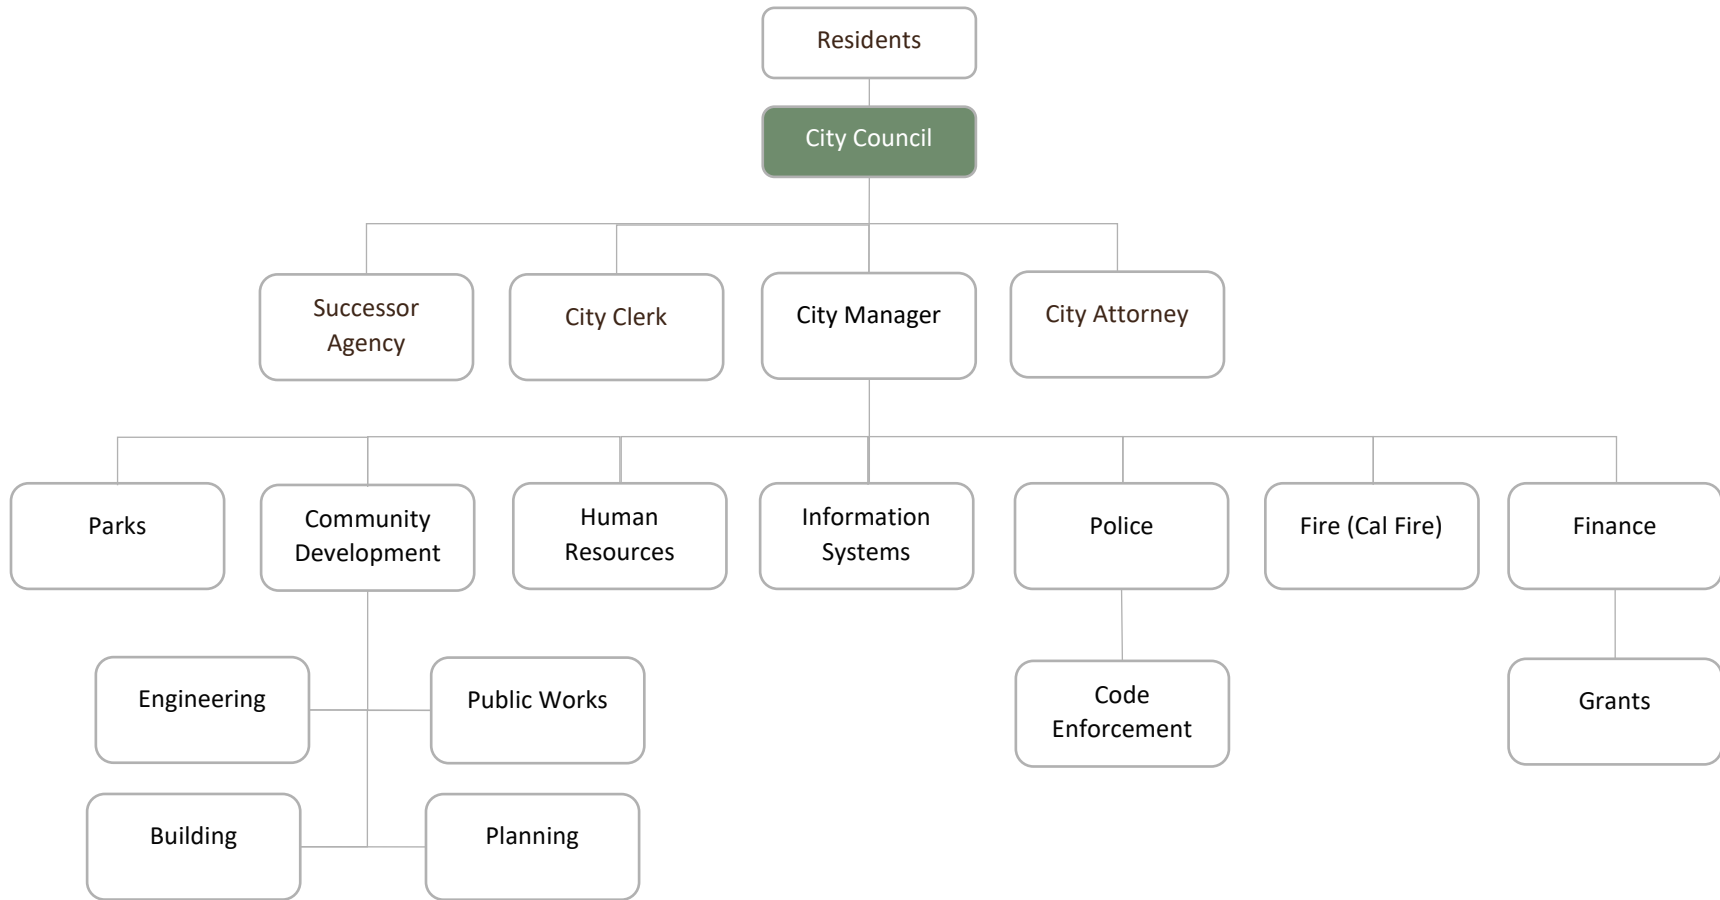 Residents
City Council
Successor
Agency
City Clerk
City Manager
City Attorney
Parks
Community
Development
Human
Resources
Information
Systems
Police
Fire (Cal Fire)
Finance
Engineering
Public Works
Code
Enforcement
Grants
Building
Planning